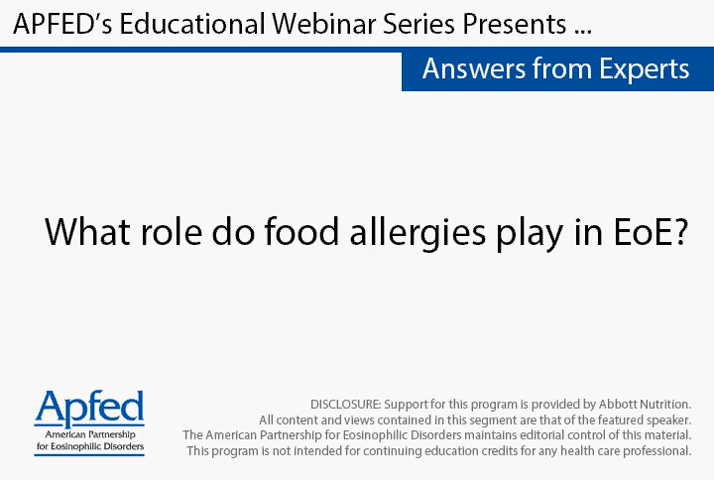 APFED's Educational Webinar Series Presents ...
Answers from Experts
What role do food allergies play in EoE?
Apfed
American Partnership
for Eosinophilic Disorders
DISCLOSURE: Support for this program is provided by Abbott Nutrition.
All content and views contained in this segment are that of the featured speaker.
The American Partnership for Eosinophilic Disorders maintains editorial control of this material.
This program is not intended for continuing education credits for any health care professional.